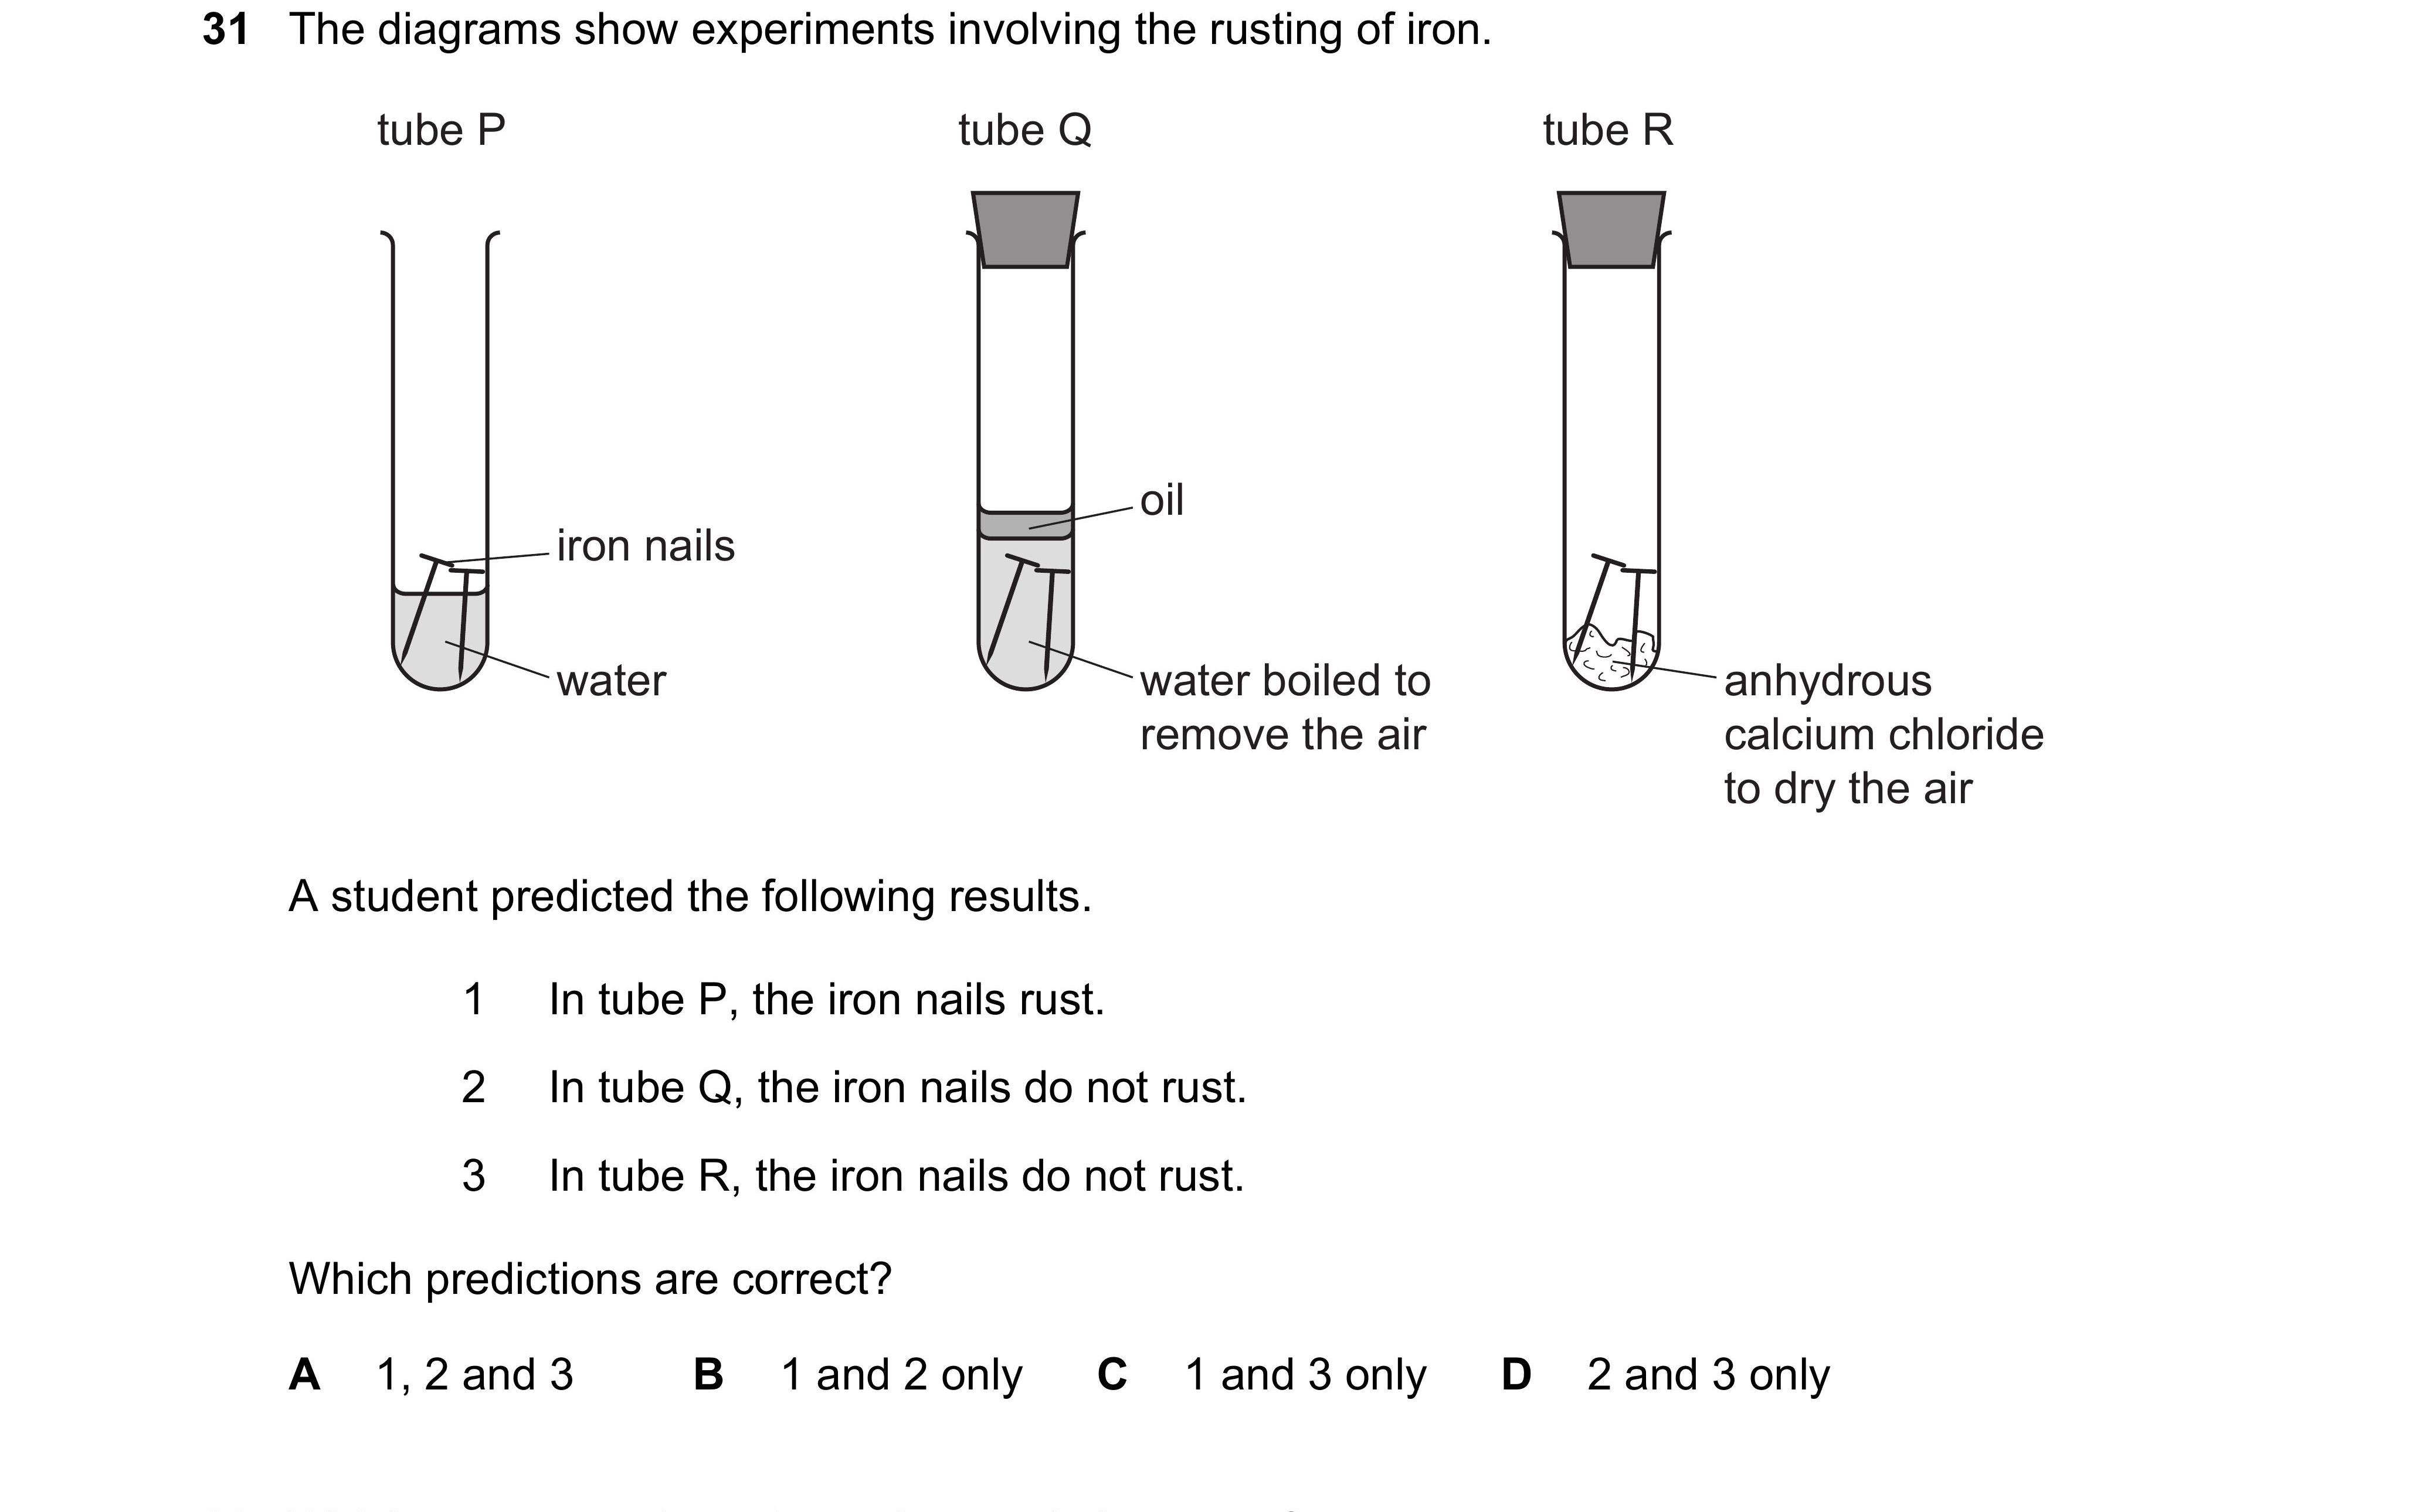 31 The diagrams show experiments involving the rusting of iron.
tube P tube Q tube R
oil
iron nails
water
water boiled to
remove the air
anhydrous
calcium chloride
to dry the air
A student predicted the following results.
1 In tube P, the iron nails rust.
2 In tube Q, the iron nails do not rust.
3 In tube R, the iron nails do not rust.
Which predictions are correct?
A 1, 2 and 3 B 1 and 2 only C 1 and 3 only D 2 and 3 only